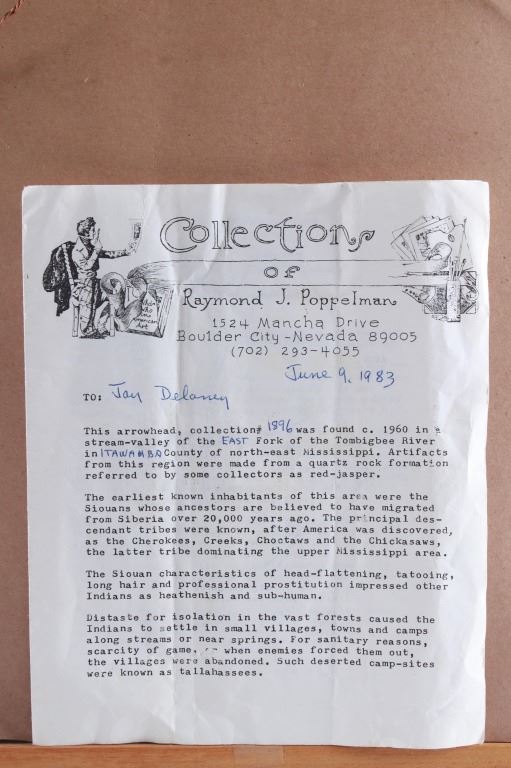 Collections
of
Raymond J. Poppelman
1524 Mancha Drive
Boulder City-Nevada 89005
(702) 293-4055
June 9, 1983
TO: Jay Delaney
This arrowhead, collection# 1896 was found c. 1960 in a
stream-valley of the EAST Fork of the Tombigbee River
in ITAWAMBA County of north-east Mississippi. Artifacts
from this region were made from a quartz rock formation
referred to by some collectors as red-jasper.
The earliest known inhabitants of this area were the
Siouans whose ancestors are believed to have migrated
from Siberia over 20,000 years ago. The principal des-
cendant tribes were known, after America was discovered,
as the Cherokees, Creeks, Choctaws and the Chickasaws,
the latter tribe dominating the upper Mississippi area.
The Siouan characteristics of head-flattening, tatooing,
long hair and professional prostitution impressed other
Indians as heathenish and sub-human.
Distaste for isolation in the vast forests caused the
Indians to settle in small villages, towns and camps
along streams or near springs. For sanitary reasons,
scarcity of game, when enemies forced them out,
the villages were abandoned. Such deserted camp-sites
were known as tallahassees.